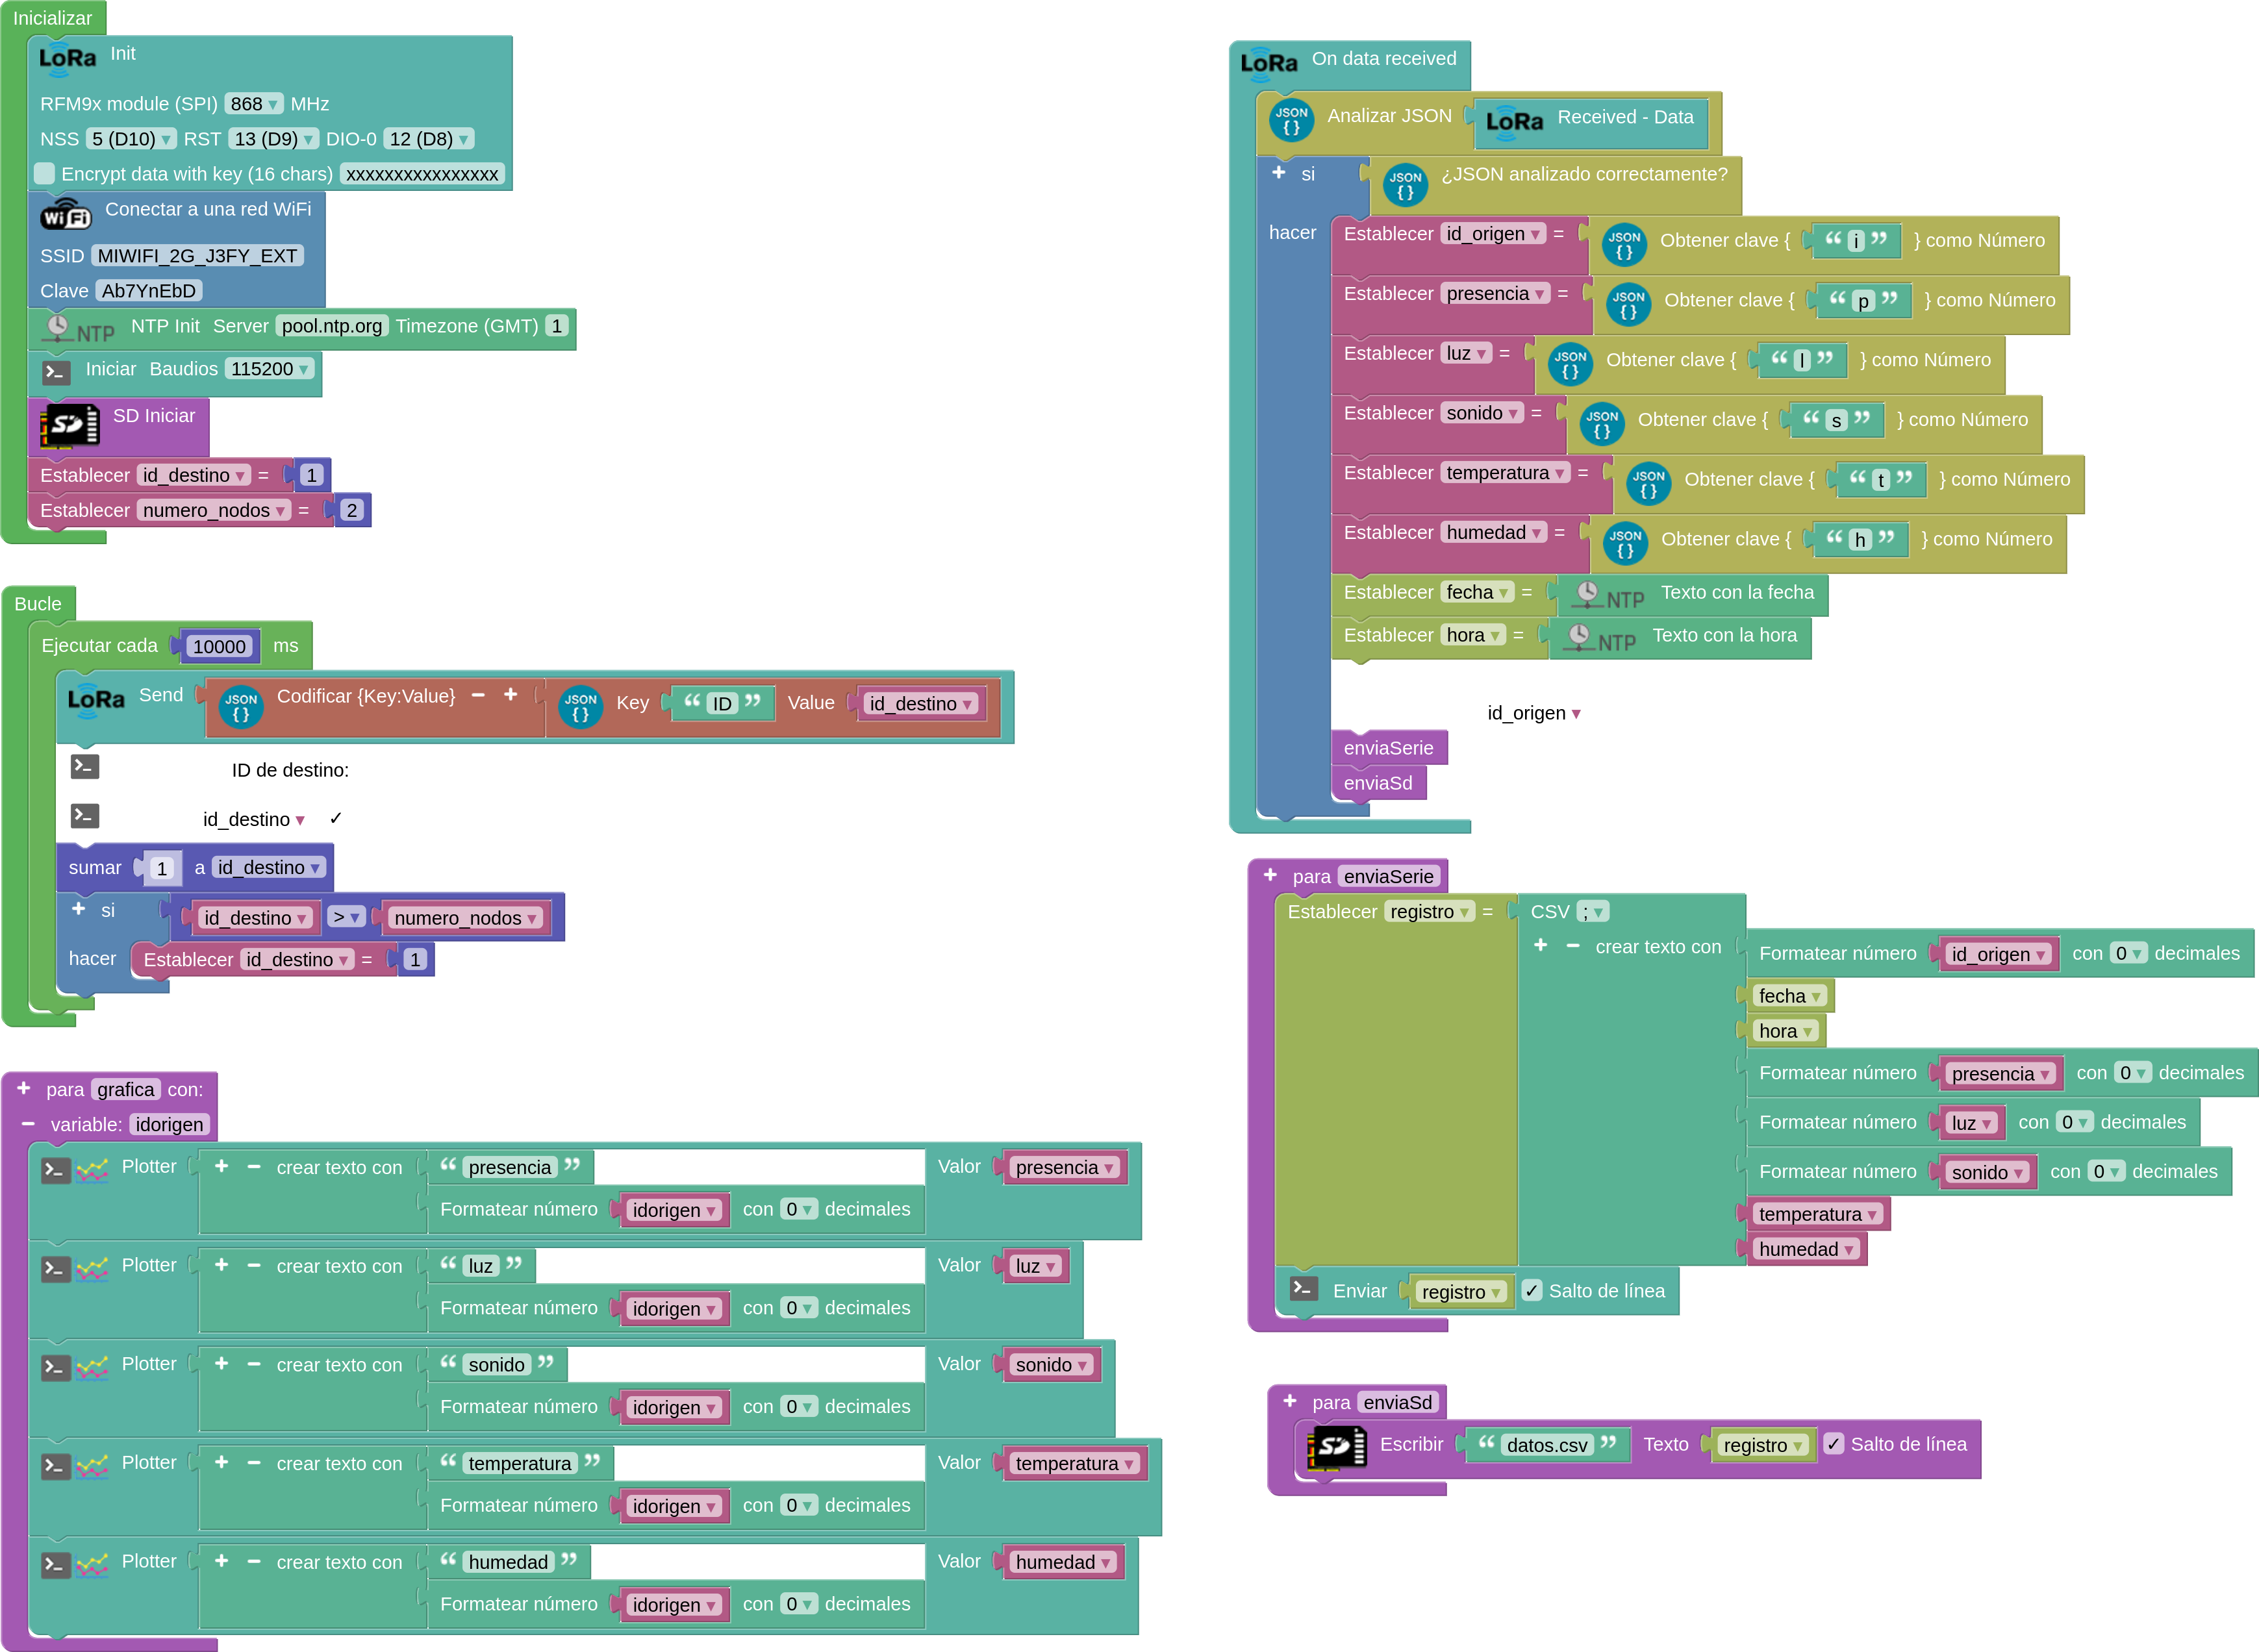 Inicializar
LoRa Init
RFM9x module (SPI) 868 ▾ MHz
NSS 5 (D10) ▾ RST 13 (D9) ▾ DIO-0 12 (D8) ▾
Encrypt data with key (16 chars) xxxxxxxxxxxxxxxx
WiFi Conectar a una red WiFi
SSID MIWIFI_2G_J3FY_EXT
Clave Ab7YnEbD
NTP NTP Init Server pool.ntp.org Timezone (GMT) 1
Iniciar Baudios 115200 ▾
SD SD Iniciar
Establecer id_destino ▾ = 1
Establecer numero_nodos ▾ = 2
Bucle
Ejecutar cada 10000 ms
LoRa Send JSON { } Codificar {Key:Value} − + JSON { } Key “ ID ” Value id_destino ▾
ID de destino:
id_destino ▾ ✓
sumar 1 a id_destino ▾
+ si id_destino ▾ > ▾ numero_nodos ▾
hacer Establecer id_destino ▾ = 1
+ para grafica con:
− variable: idorigen
Plotter + − crear texto con “ presencia ” Valor presencia ▾
Formatear número idorigen ▾ con 0 ▾ decimales
Plotter + − crear texto con “ luz ” Valor luz ▾
Formatear número idorigen ▾ con 0 ▾ decimales
Plotter + − crear texto con “ sonido ” Valor sonido ▾
Formatear número idorigen ▾ con 0 ▾ decimales
Plotter + − crear texto con “ temperatura ” Valor temperatura ▾
Formatear número idorigen ▾ con 0 ▾ decimales
Plotter + − crear texto con “ humedad ” Valor humedad ▾
Formatear número idorigen ▾ con 0 ▾ decimales
LoRa On data received
JSON { } Analizar JSON LoRa Received - Data
+ si JSON { } ¿JSON analizado correctamente?
hacer Establecer id_origen ▾ = JSON { } Obtener clave { “ i ” } como Número
Establecer presencia ▾ = JSON { } Obtener clave { “ p ” } como Número
Establecer luz ▾ = JSON { } Obtener clave { “ l ” } como Número
Establecer sonido ▾ = JSON { } Obtener clave { “ s ” } como Número
Establecer temperatura ▾ = JSON { } Obtener clave { “ t ” } como Número
Establecer humedad ▾ = JSON { } Obtener clave { “ h ” } como Número
Establecer fecha ▾ = NTP Texto con la fecha
Establecer hora ▾ = NTP Texto con la hora
id_origen ▾
enviaSerie
enviaSd
+ para enviaSerie
Establecer registro ▾ = CSV ; ▾
+ − crear texto con Formatear número id_origen ▾ con 0 ▾ decimales
fecha ▾
hora ▾
Formatear número presencia ▾ con 0 ▾ decimales
Formatear número luz ▾ con 0 ▾ decimales
Formatear número sonido ▾ con 0 ▾ decimales
temperatura ▾
humedad ▾
Enviar registro ▾ ✓ Salto de línea
+ para enviaSd
SD Escribir “ datos.csv ” Texto registro ▾ ✓ Salto de línea